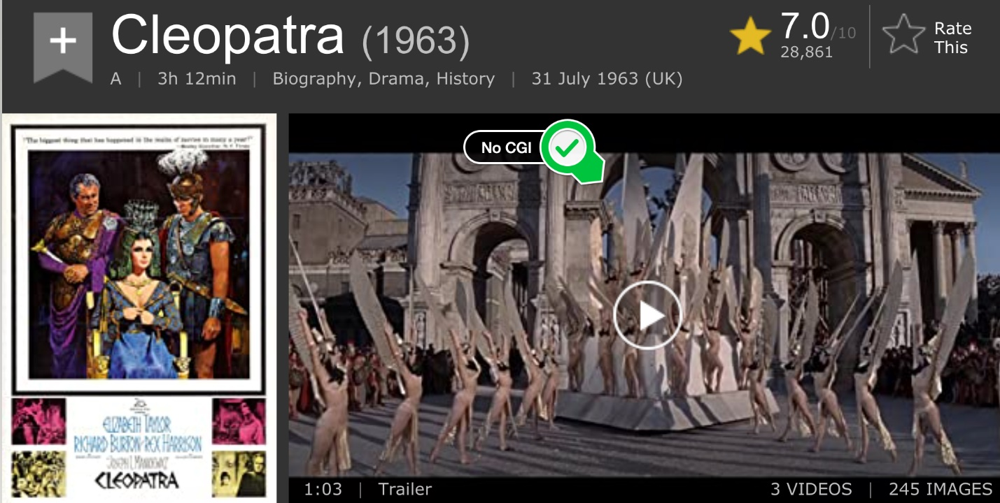 Cleopatra (1963)
7.0/10
28,861
Rate
This
A | 3h 12min | Biography, Drama, History | 31 July 1963 (UK)
"The biggest thing that has happened in the realm of movies in many a year!"
No CGI
ELIZABETH TAYLOR
RICHARD BURTON · REX HARRISON
JOSEPH L. MANKIEWICZ
CLEOPATRA
1:03 | Trailer
3 VIDEOS | 245 IMAGES